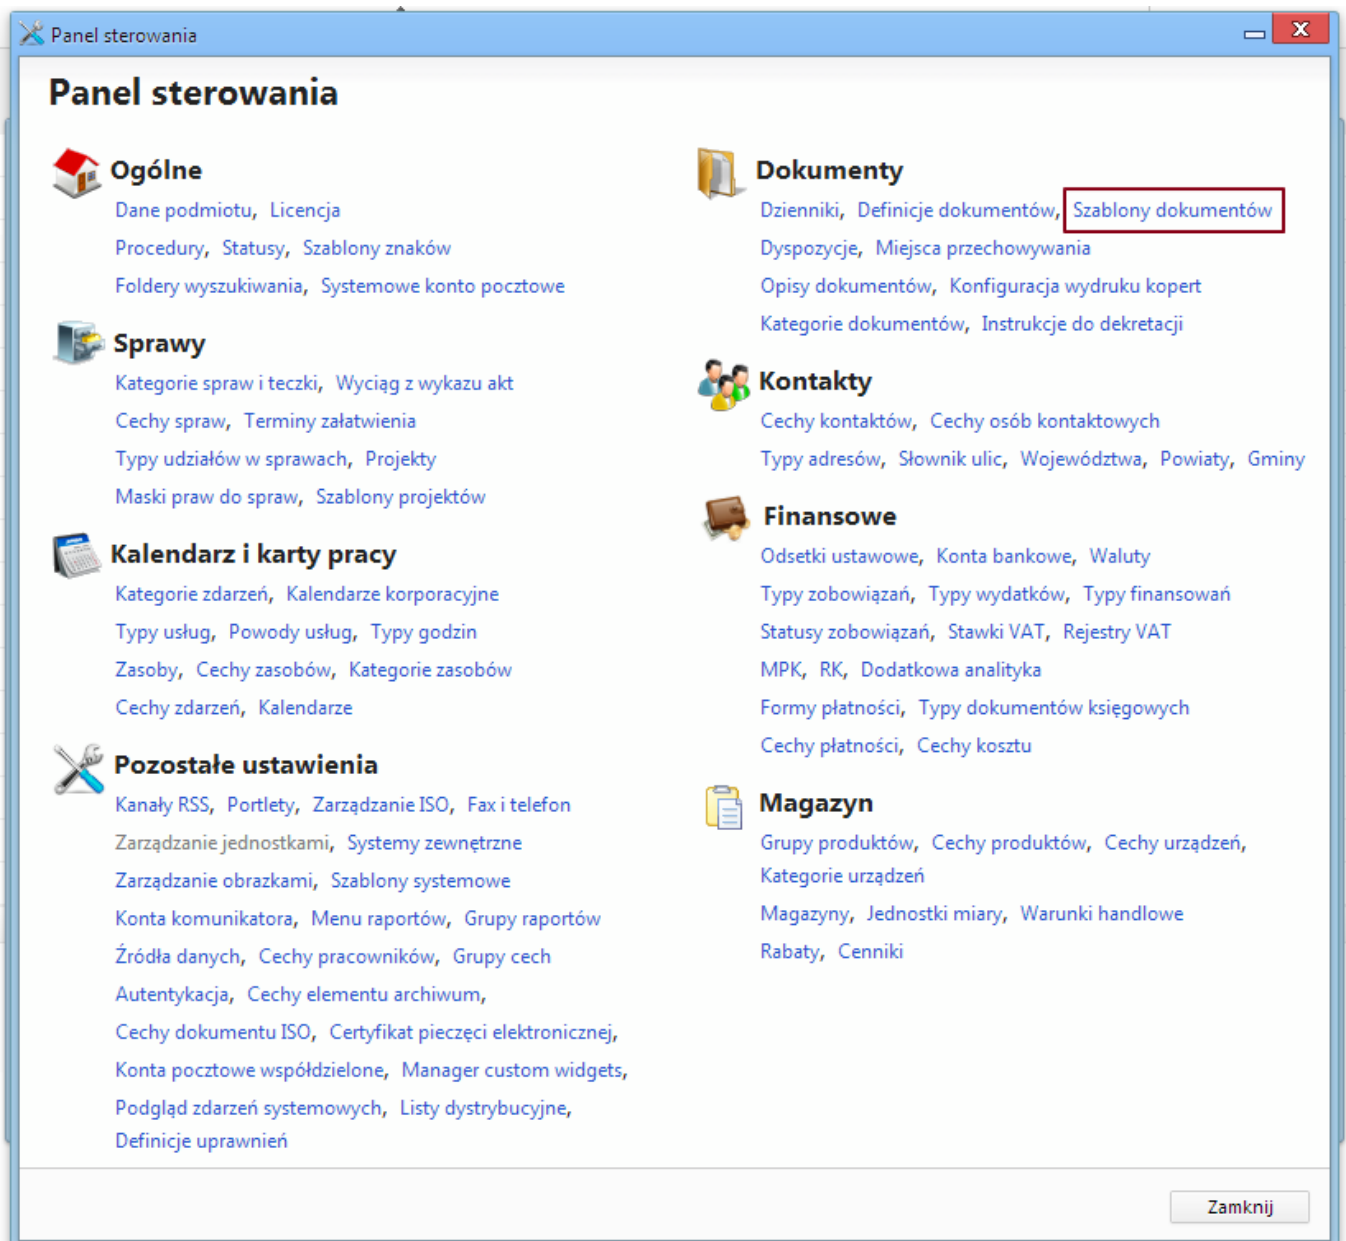 Panel sterowania
Panel sterowania
Ogólne
Dane podmiotu, Licencja
Procedury, Statusy, Szablony znaków
Foldery wyszukiwania, Systemowe konto pocztowe
Sprawy
Kategorie spraw i teczki, Wyciąg z wykazu akt
Cechy spraw, Terminy załatwienia
Typy udziałów w sprawach, Projekty
Maski praw do spraw, Szablony projektów
Kalendarz i karty pracy
Kategorie zdarzeń, Kalendarze korporacyjne
Typy usług, Powody usług, Typy godzin
Zasoby, Cechy zasobów, Kategorie zasobów
Cechy zdarzeń, Kalendarze
Pozostałe ustawienia
Kanały RSS, Portlety, Zarządzanie ISO, Fax i telefon
Zarządzanie jednostkami, Systemy zewnętrzne
Zarządzanie obrazkami, Szablony systemowe
Konta komunikatora, Menu raportów, Grupy raportów
Źródła danych, Cechy pracowników, Grupy cech
Autentykacja, Cechy elementu archiwum,
Cechy dokumentu ISO, Certyfikat pieczęci elektronicznej,
Konta pocztowe współdzielone, Manager custom widgets,
Podgląd zdarzeń systemowych, Listy dystrybucyjne,
Definicje uprawnień
Dokumenty
Dzienniki, Definicje dokumentów, Szablony dokumentów
Dyspozycje, Miejsca przechowywania
Opisy dokumentów, Konfiguracja wydruku kopert
Kategorie dokumentów, Instrukcje do dekretacji
Kontakty
Cechy kontaktów, Cechy osób kontaktowych
Typy adresów, Słownik ulic, Województwa, Powiaty, Gminy
Finansowe
Odsetki ustawowe, Konta bankowe, Waluty
Typy zobowiązań, Typy wydatków, Typy finansowań
Statusy zobowiązań, Stawki VAT, Rejestry VAT
MPK, RK, Dodatkowa analityka
Formy płatności, Typy dokumentów księgowych
Cechy płatności, Cechy kosztu
Magazyn
Grupy produktów, Cechy produktów, Cechy urządzeń,
Kategorie urządzeń
Magazyny, Jednostki miary, Warunki handlowe
Rabaty, Cenniki
Zamknij